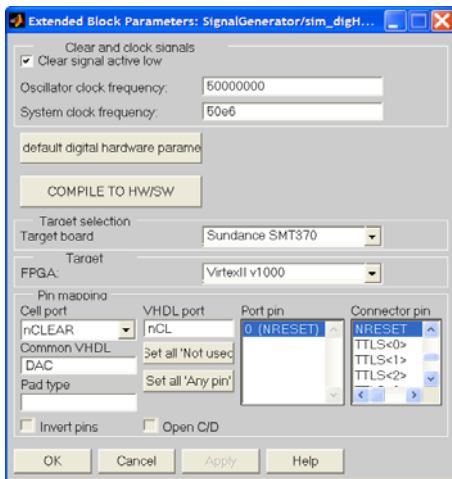 Extended Block Parameters: SignalGenerator/sim_digH...
Clear and clock signals
Clear signal active low
Oscillator clock frequency: 50000000
System clock frequency: 50e6
default digital hardware parame
COMPILE TO HW/SW
Target selection
Target board Sundance SMT370
Target
FPGA: VirtexII v1000
Pin mapping
Cell port VHDL port Port pin Connector pin
nCLEAR nCL 0 (NRESET) NRESET
TTLS<0>
Common VHDL Set all 'Not used TTLS<1>
DAC TTLS<2>
Pad type Set all 'Any pin'
Invert pins Open C/D
OK Cancel Apply Help